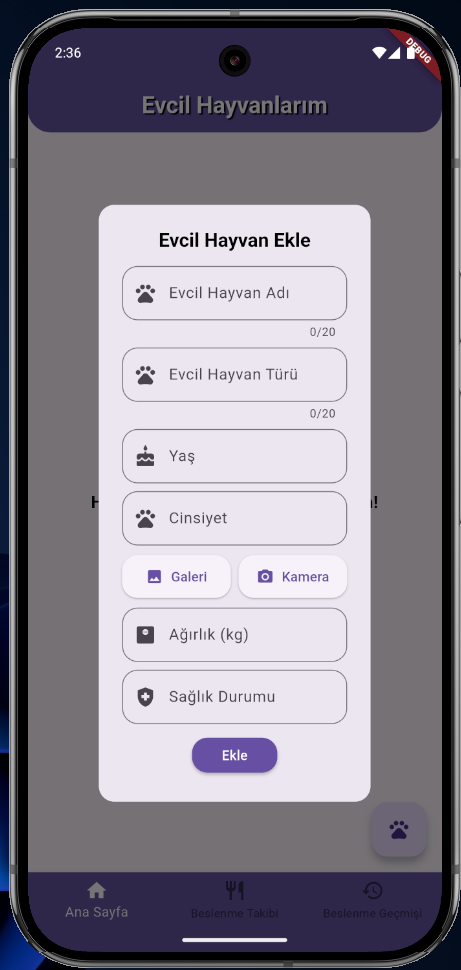 2:36
DEBUG
Evcil Hayvanlarım
Evcil Hayvan Ekle
Evcil Hayvan Adı
0/20
Evcil Hayvan Türü
0/20
Yaş
Cinsiyet
Galeri
Kamera
Ağırlık (kg)
Sağlık Durumu
Ekle
Ana Sayfa
Beslenme Takibi
Beslenme Geçmişi